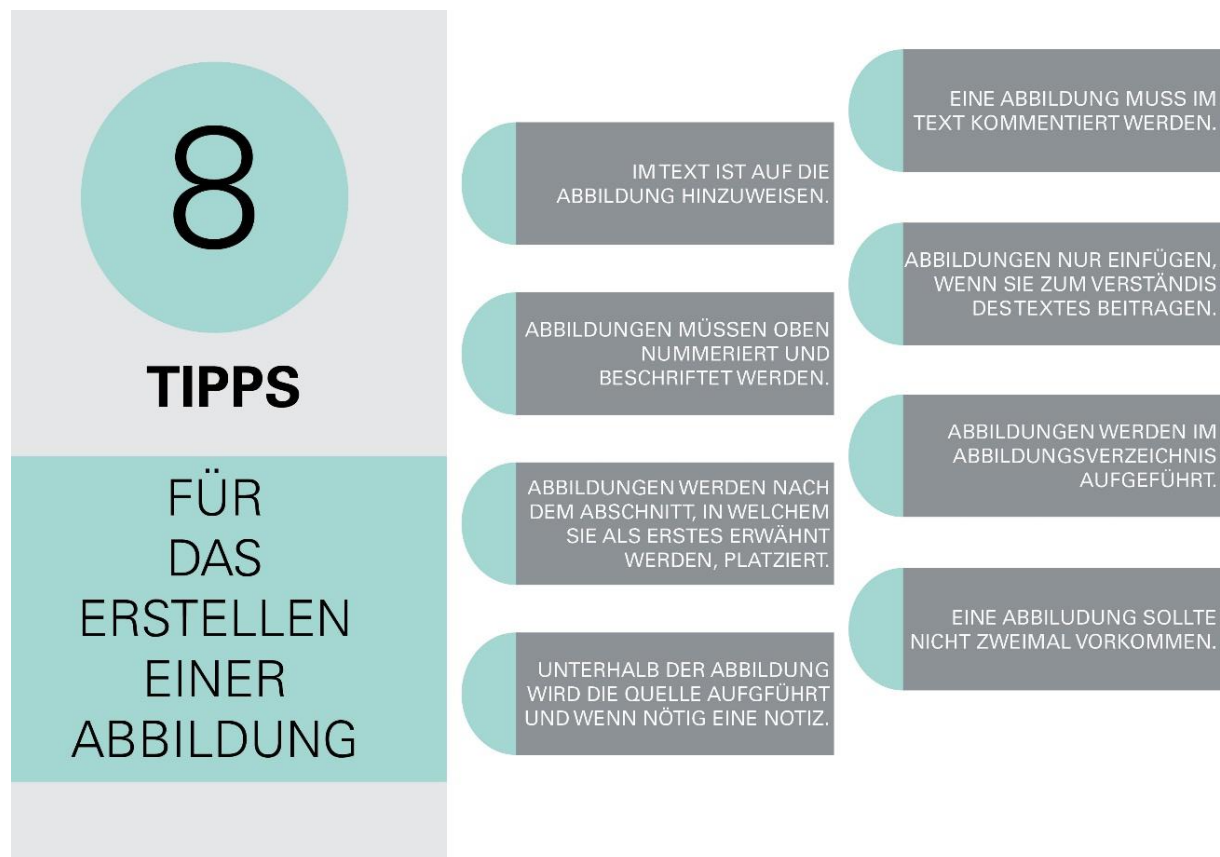 8
TIPPS
FÜR
DAS
ERSTELLEN
EINER
ABBILDUNG
IM TEXT IST AUF DIE
ABBILDUNG HINZUWEISEN.
ABBILDUNGEN MÜSSEN OBEN
NUMMERIERT UND
BESCHRIFTET WERDEN.
ABBILDUNGEN WERDEN NACH
DEM ABSCHNITT, IN WELCHEM
SIE ALS ERSTES ERWÄHNT
WERDEN, PLATZIERT.
UNTERHALB DER ABBILDUNG
WIRD DIE QUELLE AUFGFÜHRT
UND WENN NÖTIG EINE NOTIZ.
EINE ABBILDUNG MUSS IM
TEXT KOMMENTIERT WERDEN.
ABBILDUNGEN NUR EINFÜGEN,
WENN SIE ZUM VERSTÄNDIS
DES TEXTES BEITRAGEN.
ABBILDUNGEN WERDEN IM
ABBILDUNGSVERZEICHNIS
AUFGEFÜHRT.
EINE ABBILUDUNG SOLLTE
NICHT ZWEIMAL VORKOMMEN.